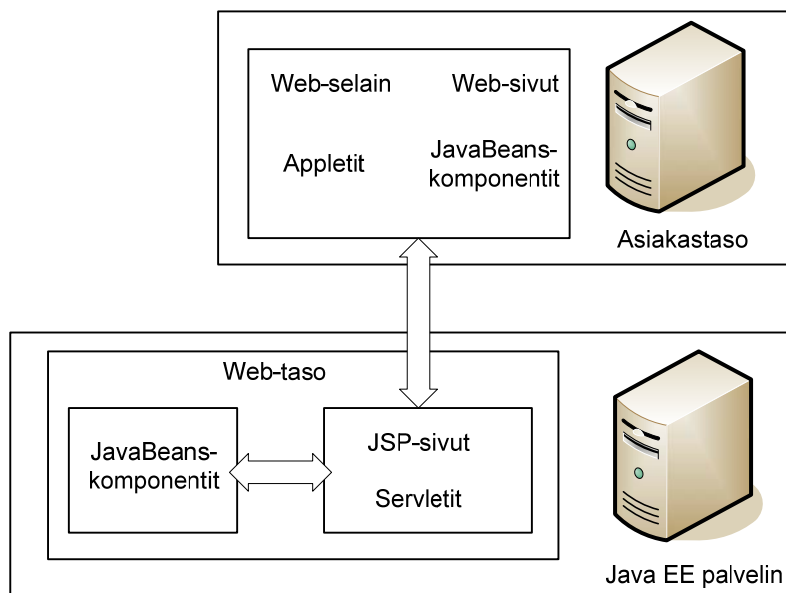 Web-selain
Web-sivut
Appletit
JavaBeans-
komponentit
Asiakastaso
Web-taso
JavaBeans-
komponentit
JSP-sivut
Servletit
Java EE palvelin